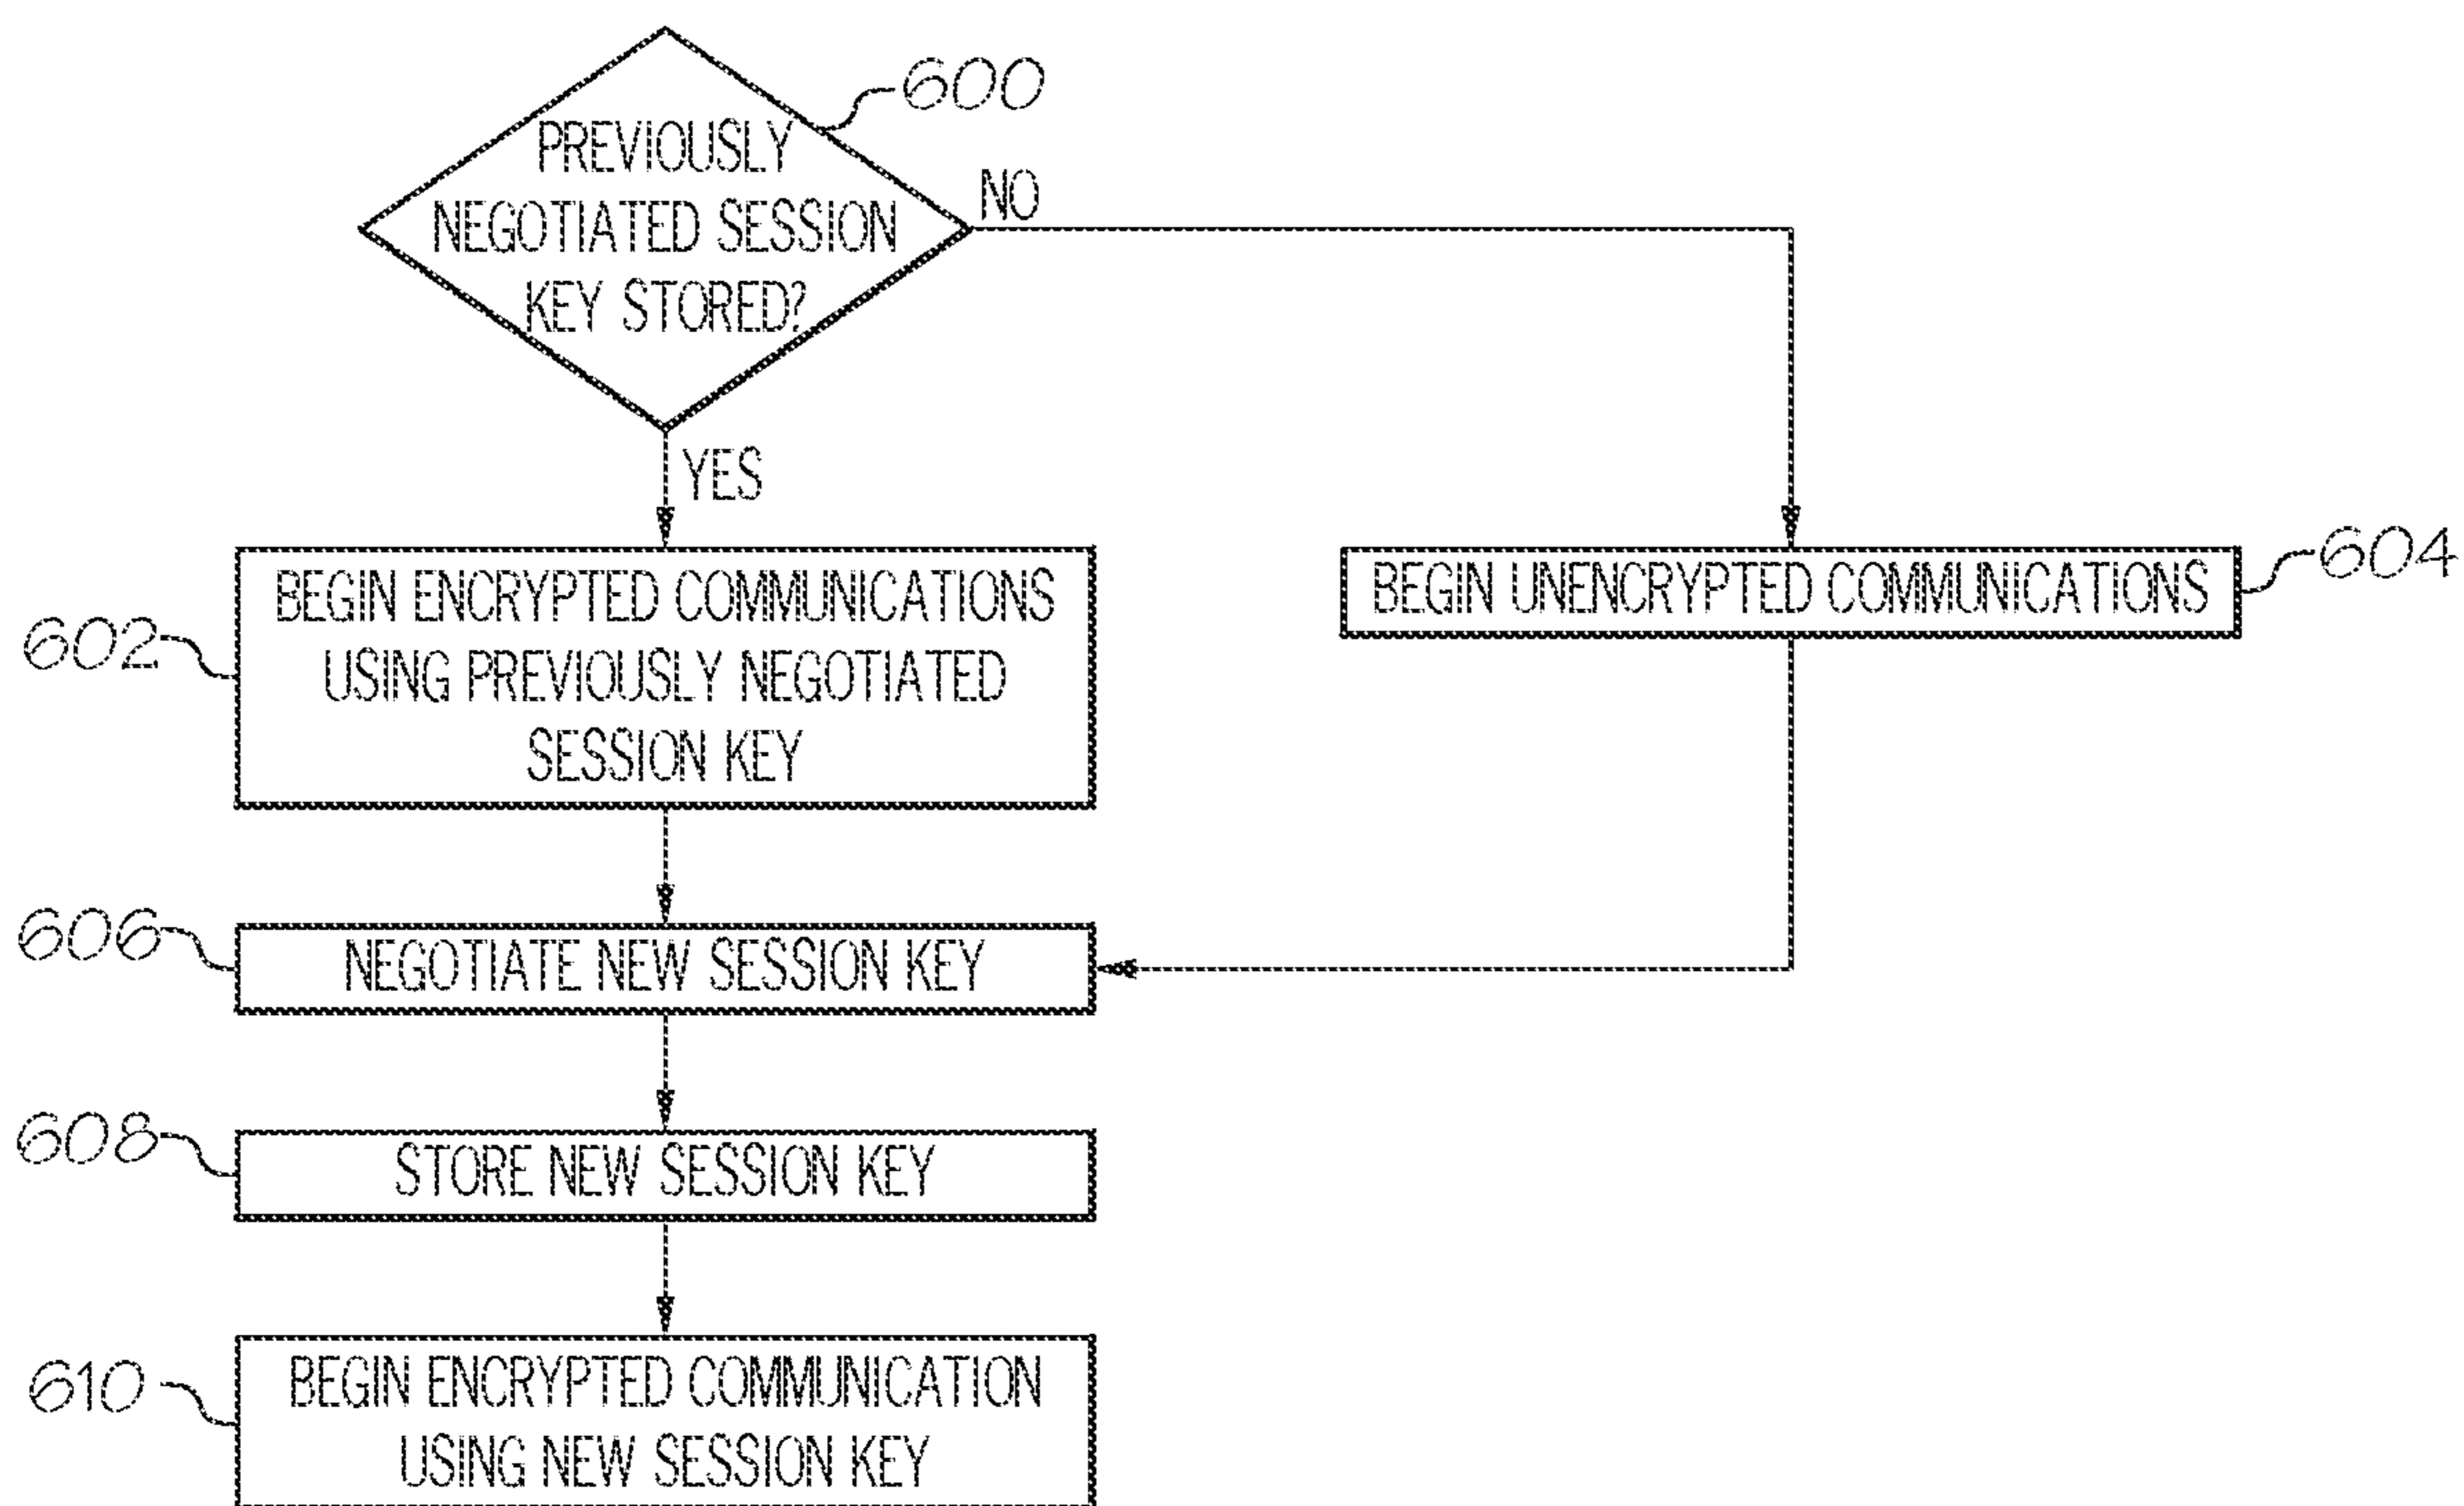 600
PREVIOUSLY
NEGOTIATED SESSION
KEY STORED?
NO
YES
602
BEGIN ENCRYPTED COMMUNICATIONS
USING PREVIOUSLY NEGOTIATED
SESSION KEY
BEGIN UNENCRYPTED COMMUNICATIONS
604
606
NEGOTIATE NEW SESSION KEY
608
STORE NEW SESSION KEY
610
BEGIN ENCRYPTED COMMUNICATION
USING NEW SESSION KEY